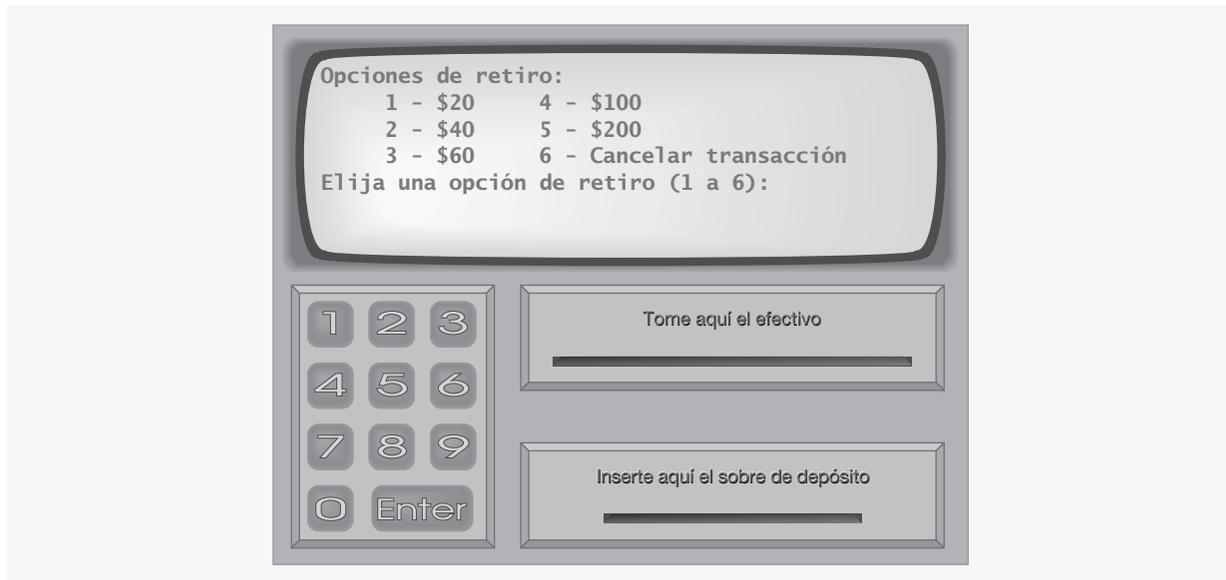 Opciones de retiro:
1 – $20 4 – $100
2 – $40 5 – $200
3 – $60 6 – Cancelar transacción
Elija una opción de retiro (1 a 6):
1 2 3
4 5 6
7 8 9
0 Enter
Tome aquí el efectivo
Inserte aquí el sobre de depósito